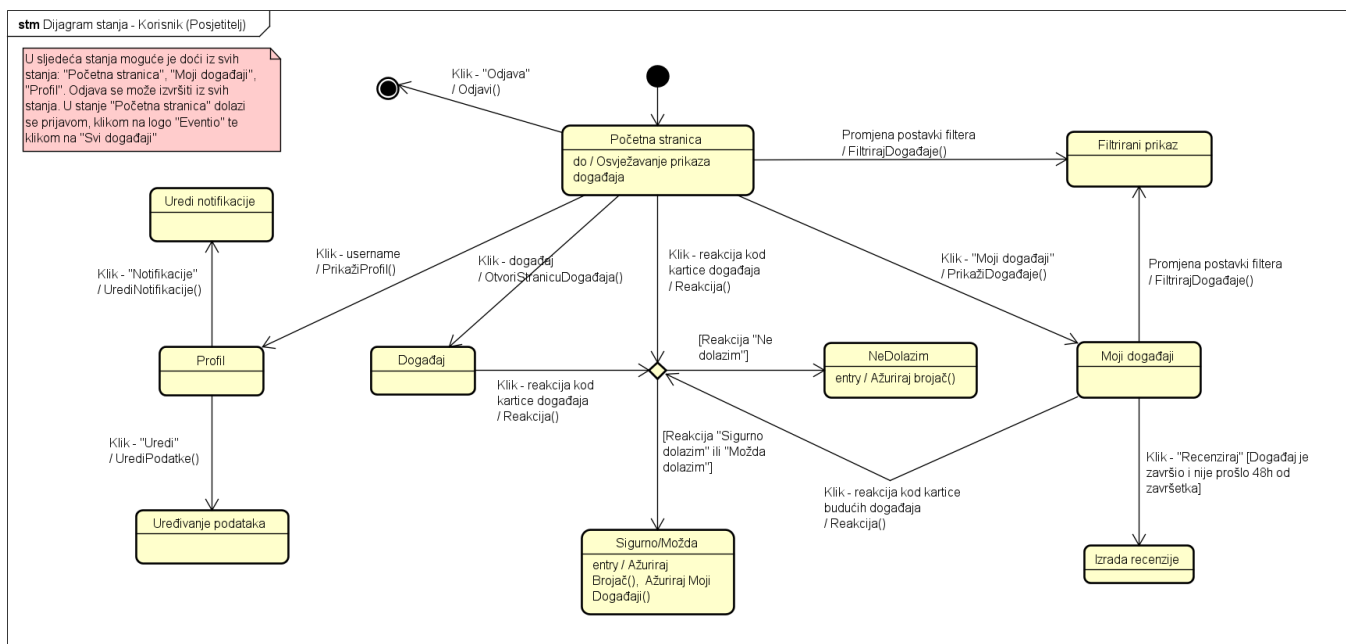 stm Dijagram stanja - Korisnik (Posjetitelj)
U sljedeća stanja moguće je doći iz svih
stanja: "Početna stranica", "Moji događaji",
"Profil". Odjava se može izvršiti iz svih
stanja. U stanje "Početna stranica" dolazi
se prijavom, klikom na logo "Eventio" te
klikom na "Svi događaji"
Klik - "Odjava"
/ Odjavi()
Početna stranica
do / Osvježavanje prikaza
događaja
Promjena postavki filtera
/ FiltrirajDogađaje()
Filtrirani prikaz
Uredi notifikacije
Klik - "Notifikacije"
/ UrediNotifikacije()
Klik - username
/ PrikažiProfil()
Klik - događaj
/ OtvoriStranicuDogađaja()
Klik - reakcija kod
kartice događaja
/ Reakcija()
Klik - "Moji događaji"
/ PrikažiDogađaje()
Promjena postavki filtera
/ FiltrirajDogađaje()
Profil
Događaj
Klik - reakcija kod
kartice događaja
/ Reakcija()
[Reakcija "Ne
dolazim"]
NeDolazim
entry / Ažuriraj brojač()
Moji događaji
Klik - "Uredi"
/ UrediPodatke()
[Reakcija "Sigurno
dolazim" ili "Možda
dolazim"]
Klik - reakcija kod kartice
budućih događaja
/ Reakcija()
Klik - "Recenziraj" [Događaj je
završio i nije prošlo 48h od
završetka]
Uređivanje podataka
Sigurno/Možda
entry / Ažuriraj
Brojač(), Ažuriraj Moji
Događaji()
Izrada recenzije